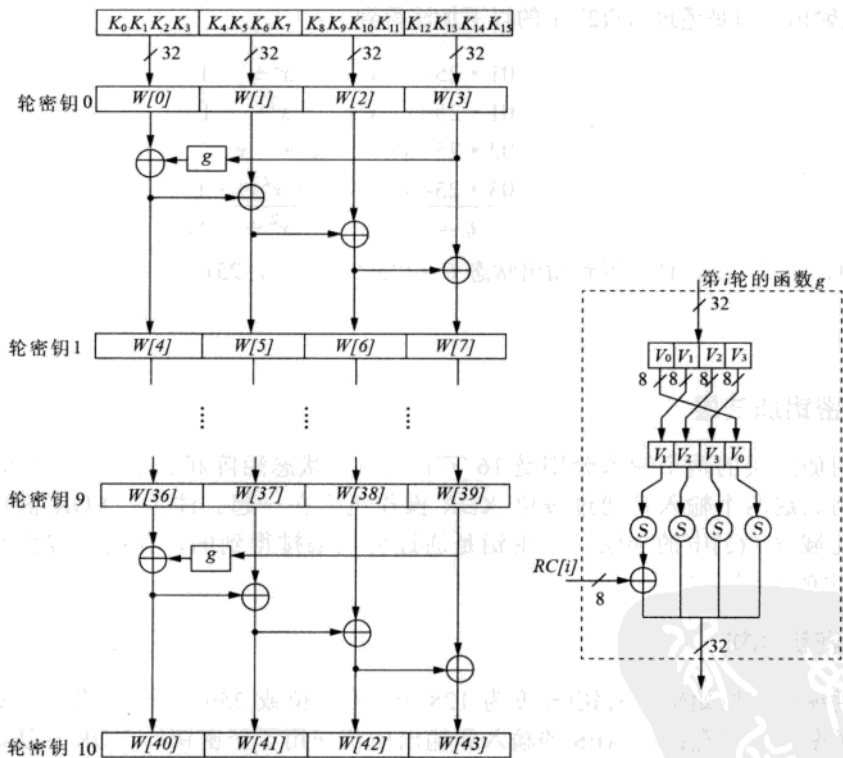 K₀K₁K₂K₃ K₄K₅K₆K₇ K₈K₉K₁₀K₁₁ K₁₂K₁₃K₁₄K₁₅
32 32 32 32
轮密钥0 W[0] W[1] W[2] W[3]
g
轮密钥1 W[4] W[5] W[6] W[7]
轮密钥9 W[36] W[37] W[38] W[39]
g
轮密钥10 W[40] W[41] W[42] W[43]
第i轮的函数g
32
V₀ V₁ V₂ V₃
8 8 8 8
V₁ V₂ V₃ V₀
S S S S
RC[i]
8
32